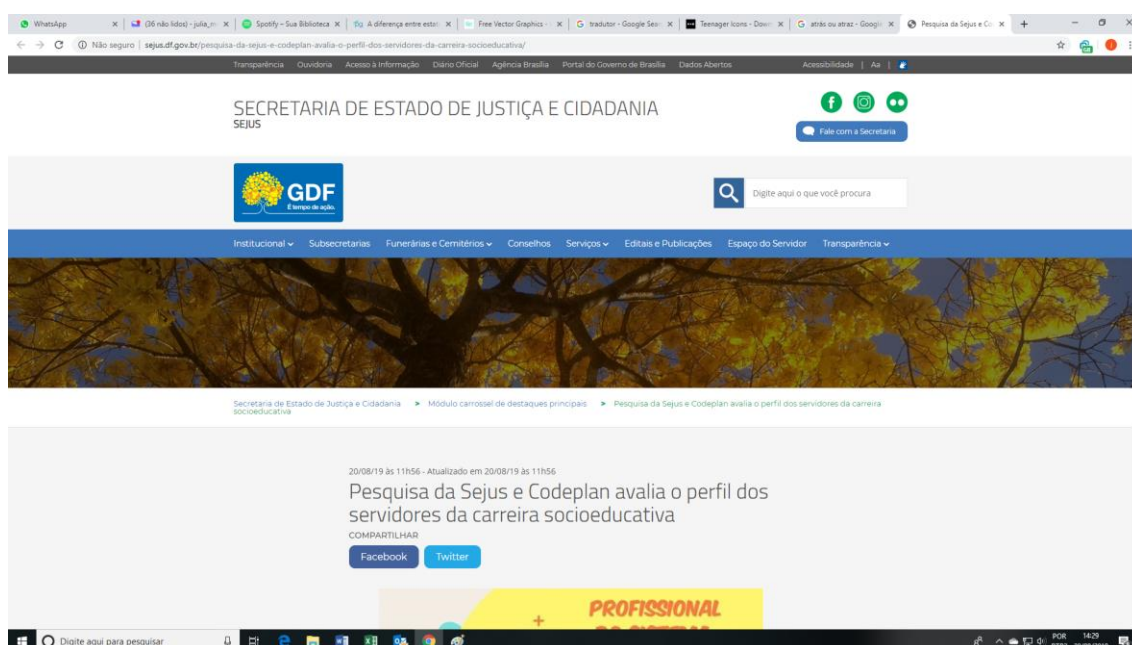 WhatsApp
(36 não lidos) - julia_m
Spotify – Sua Biblioteca
A diferença entre estat
Free Vector Graphics -
tradutor - Google Sear
Teenager Icons - Down
atrás ou atraz - Googl
Pesquisa da Sejus e Co
Não seguro | sejus.df.gov.br/pesquisa-da-sejus-e-codeplan-avalia-o-perfil-dos-servidores-da-carreira-socioeducativa/
Transparência Ouvidoria Acesso à Informação Diário Oficial Agência Brasília Portal do Governo de Brasília Dados Abertos Acessibilidade | Aa |
SECRETARIA DE ESTADO DE JUSTIÇA E CIDADANIA
SEJUS
Fale com a Secretaria
GDF
É tempo de ação.
Digite aqui o que você procura
Institucional Subsecretarias Funerárias e Cemitérios Conselhos Serviços Editais e Publicações Espaço do Servidor Transparência
Secretaria de Estado de Justiça e Cidadania > Módulo carrossel de destaques principais > Pesquisa da Sejus e Codeplan avalia o perfil dos servidores da carreira
socioeducativa
20/08/19 às 11h56 - Atualizado em 20/08/19 às 11h56
Pesquisa da Sejus e Codeplan avalia o perfil dos
servidores da carreira socioeducativa
COMPARTILHAR
Facebook Twitter
+ PROFISSIONAL
Digite aqui para pesquisar
POR 14:29